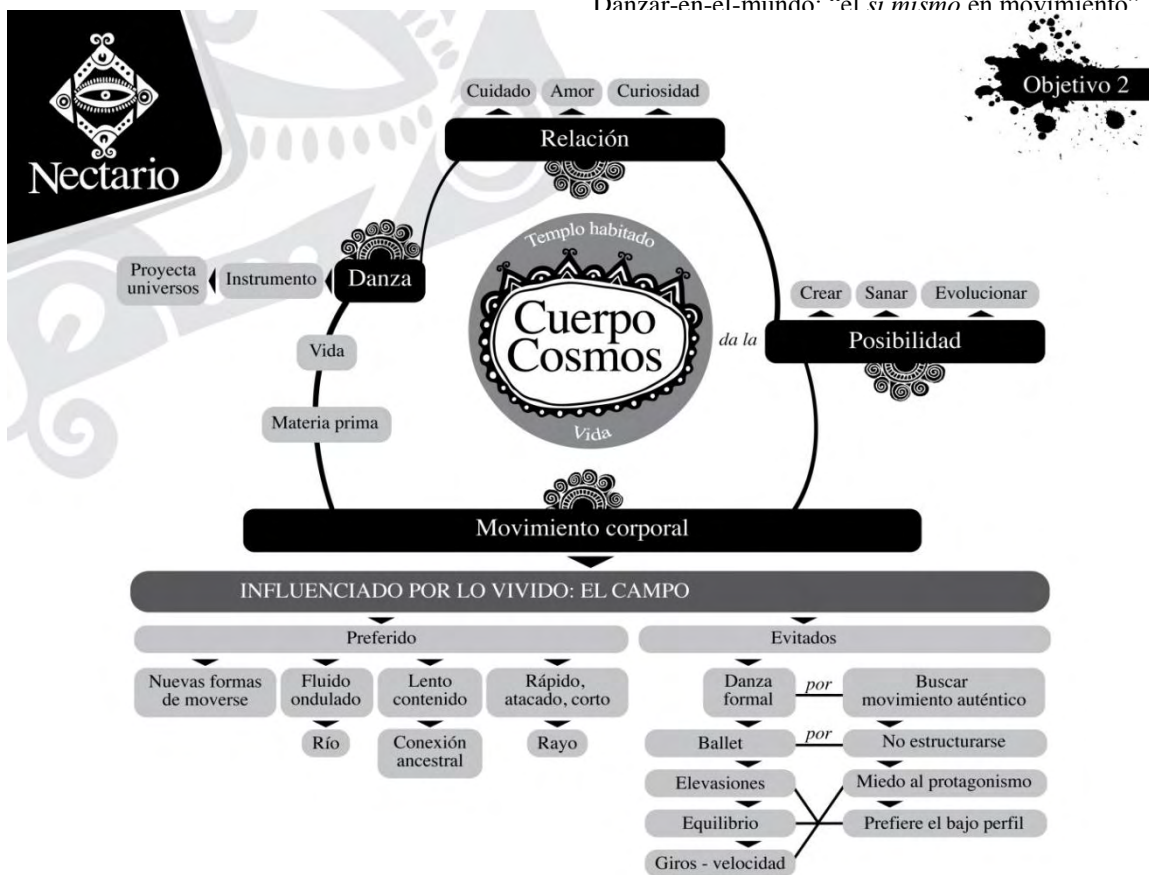 Danzar-en-el-mundo: "el sí mismo en movimiento"
Nectario
Objetivo 2
Cuidado
Amor
Curiosidad
Relación
Templo habitado
Cuerpo
Cosmos
Vida
Proyecta
universos
Instrumento
Danza
Vida
Materia prima
da la
Crear
Sanar
Evolucionar
Posibilidad
Movimiento corporal
INFLUENCIADO POR LO VIVIDO: EL CAMPO
Preferido
Nuevas formas
de moverse
Fluido
ondulado
Lento
contenido
Rápido,
atacado, corto
Río
Conexión
ancestral
Rayo
Evitados
Danza
formal
por
Buscar
movimiento auténtico
Ballet
por
No estructurarse
Elevasiones
Miedo al protagonismo
Equilibrio
Prefiere el bajo perfil
Giros - velocidad